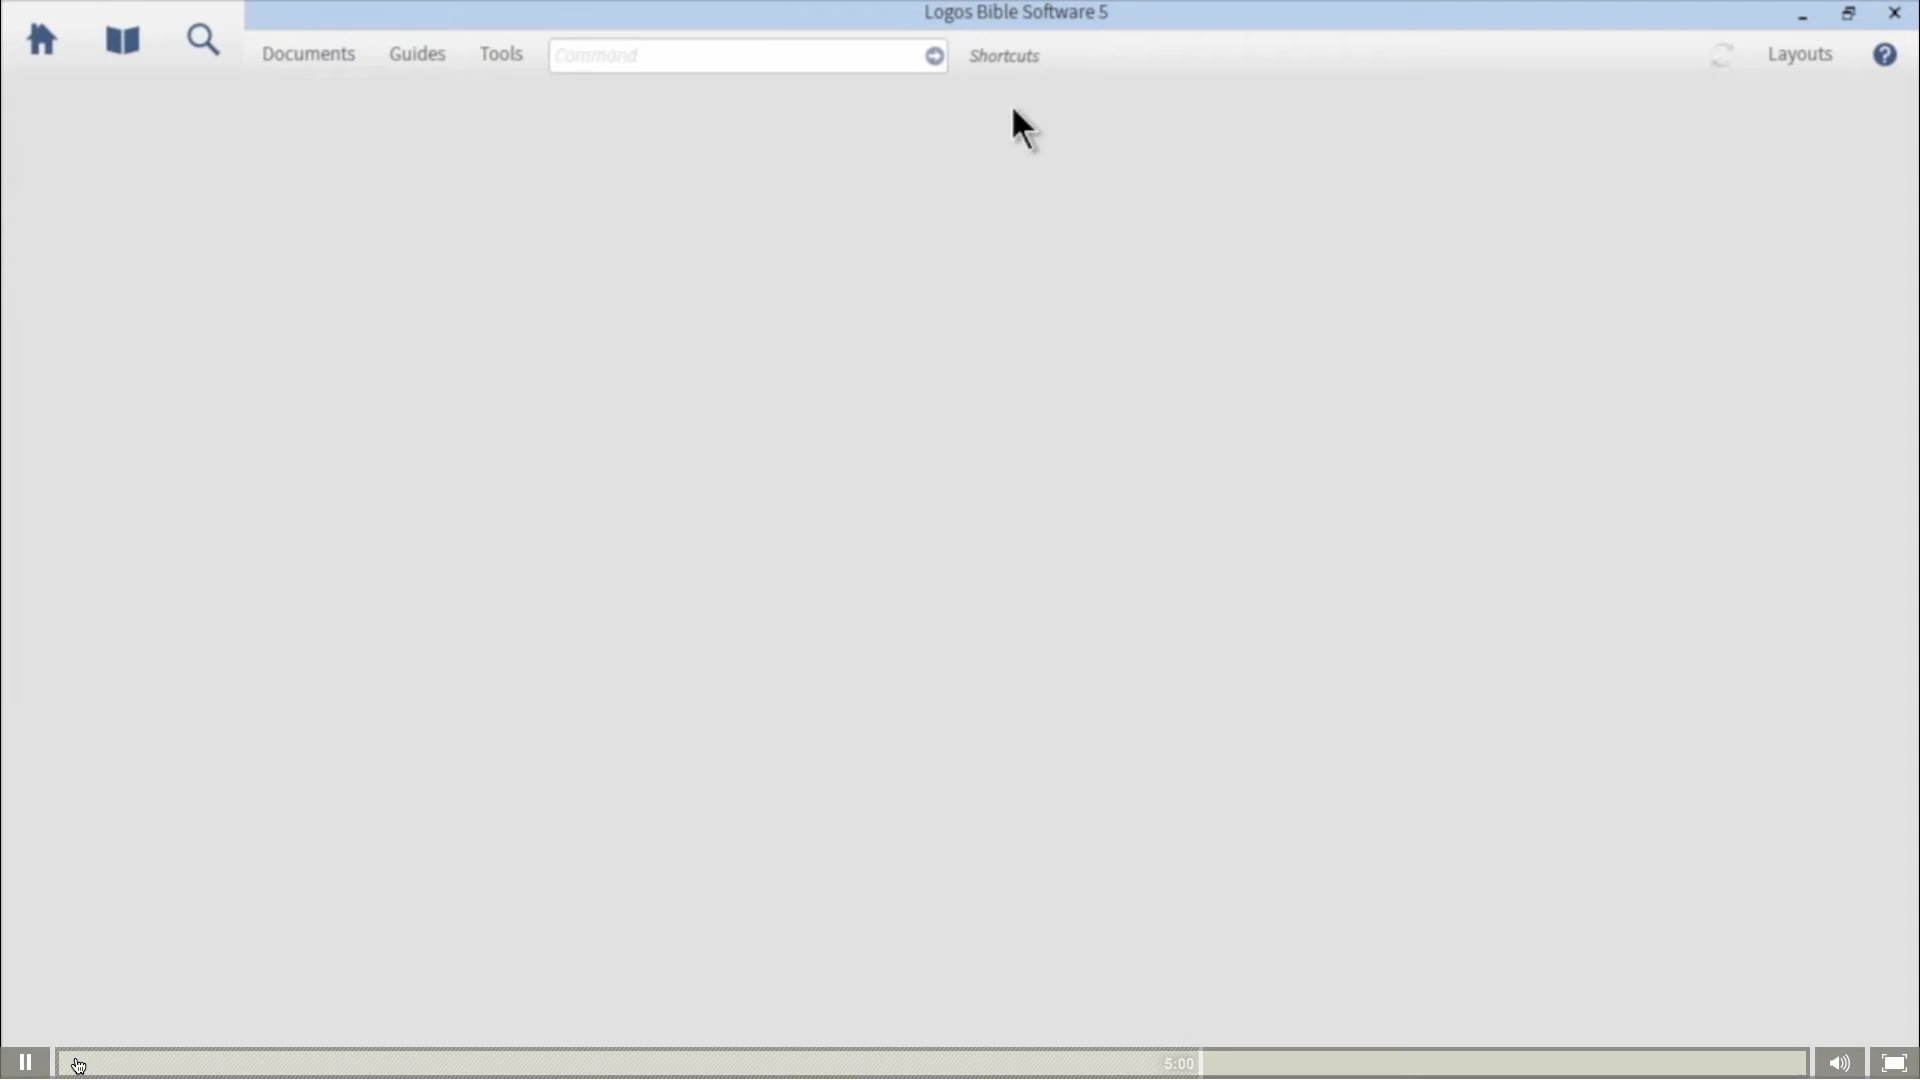 Logos Bible Software 5
Documents Guides Tools Command Shortcuts Layouts ?
5:00